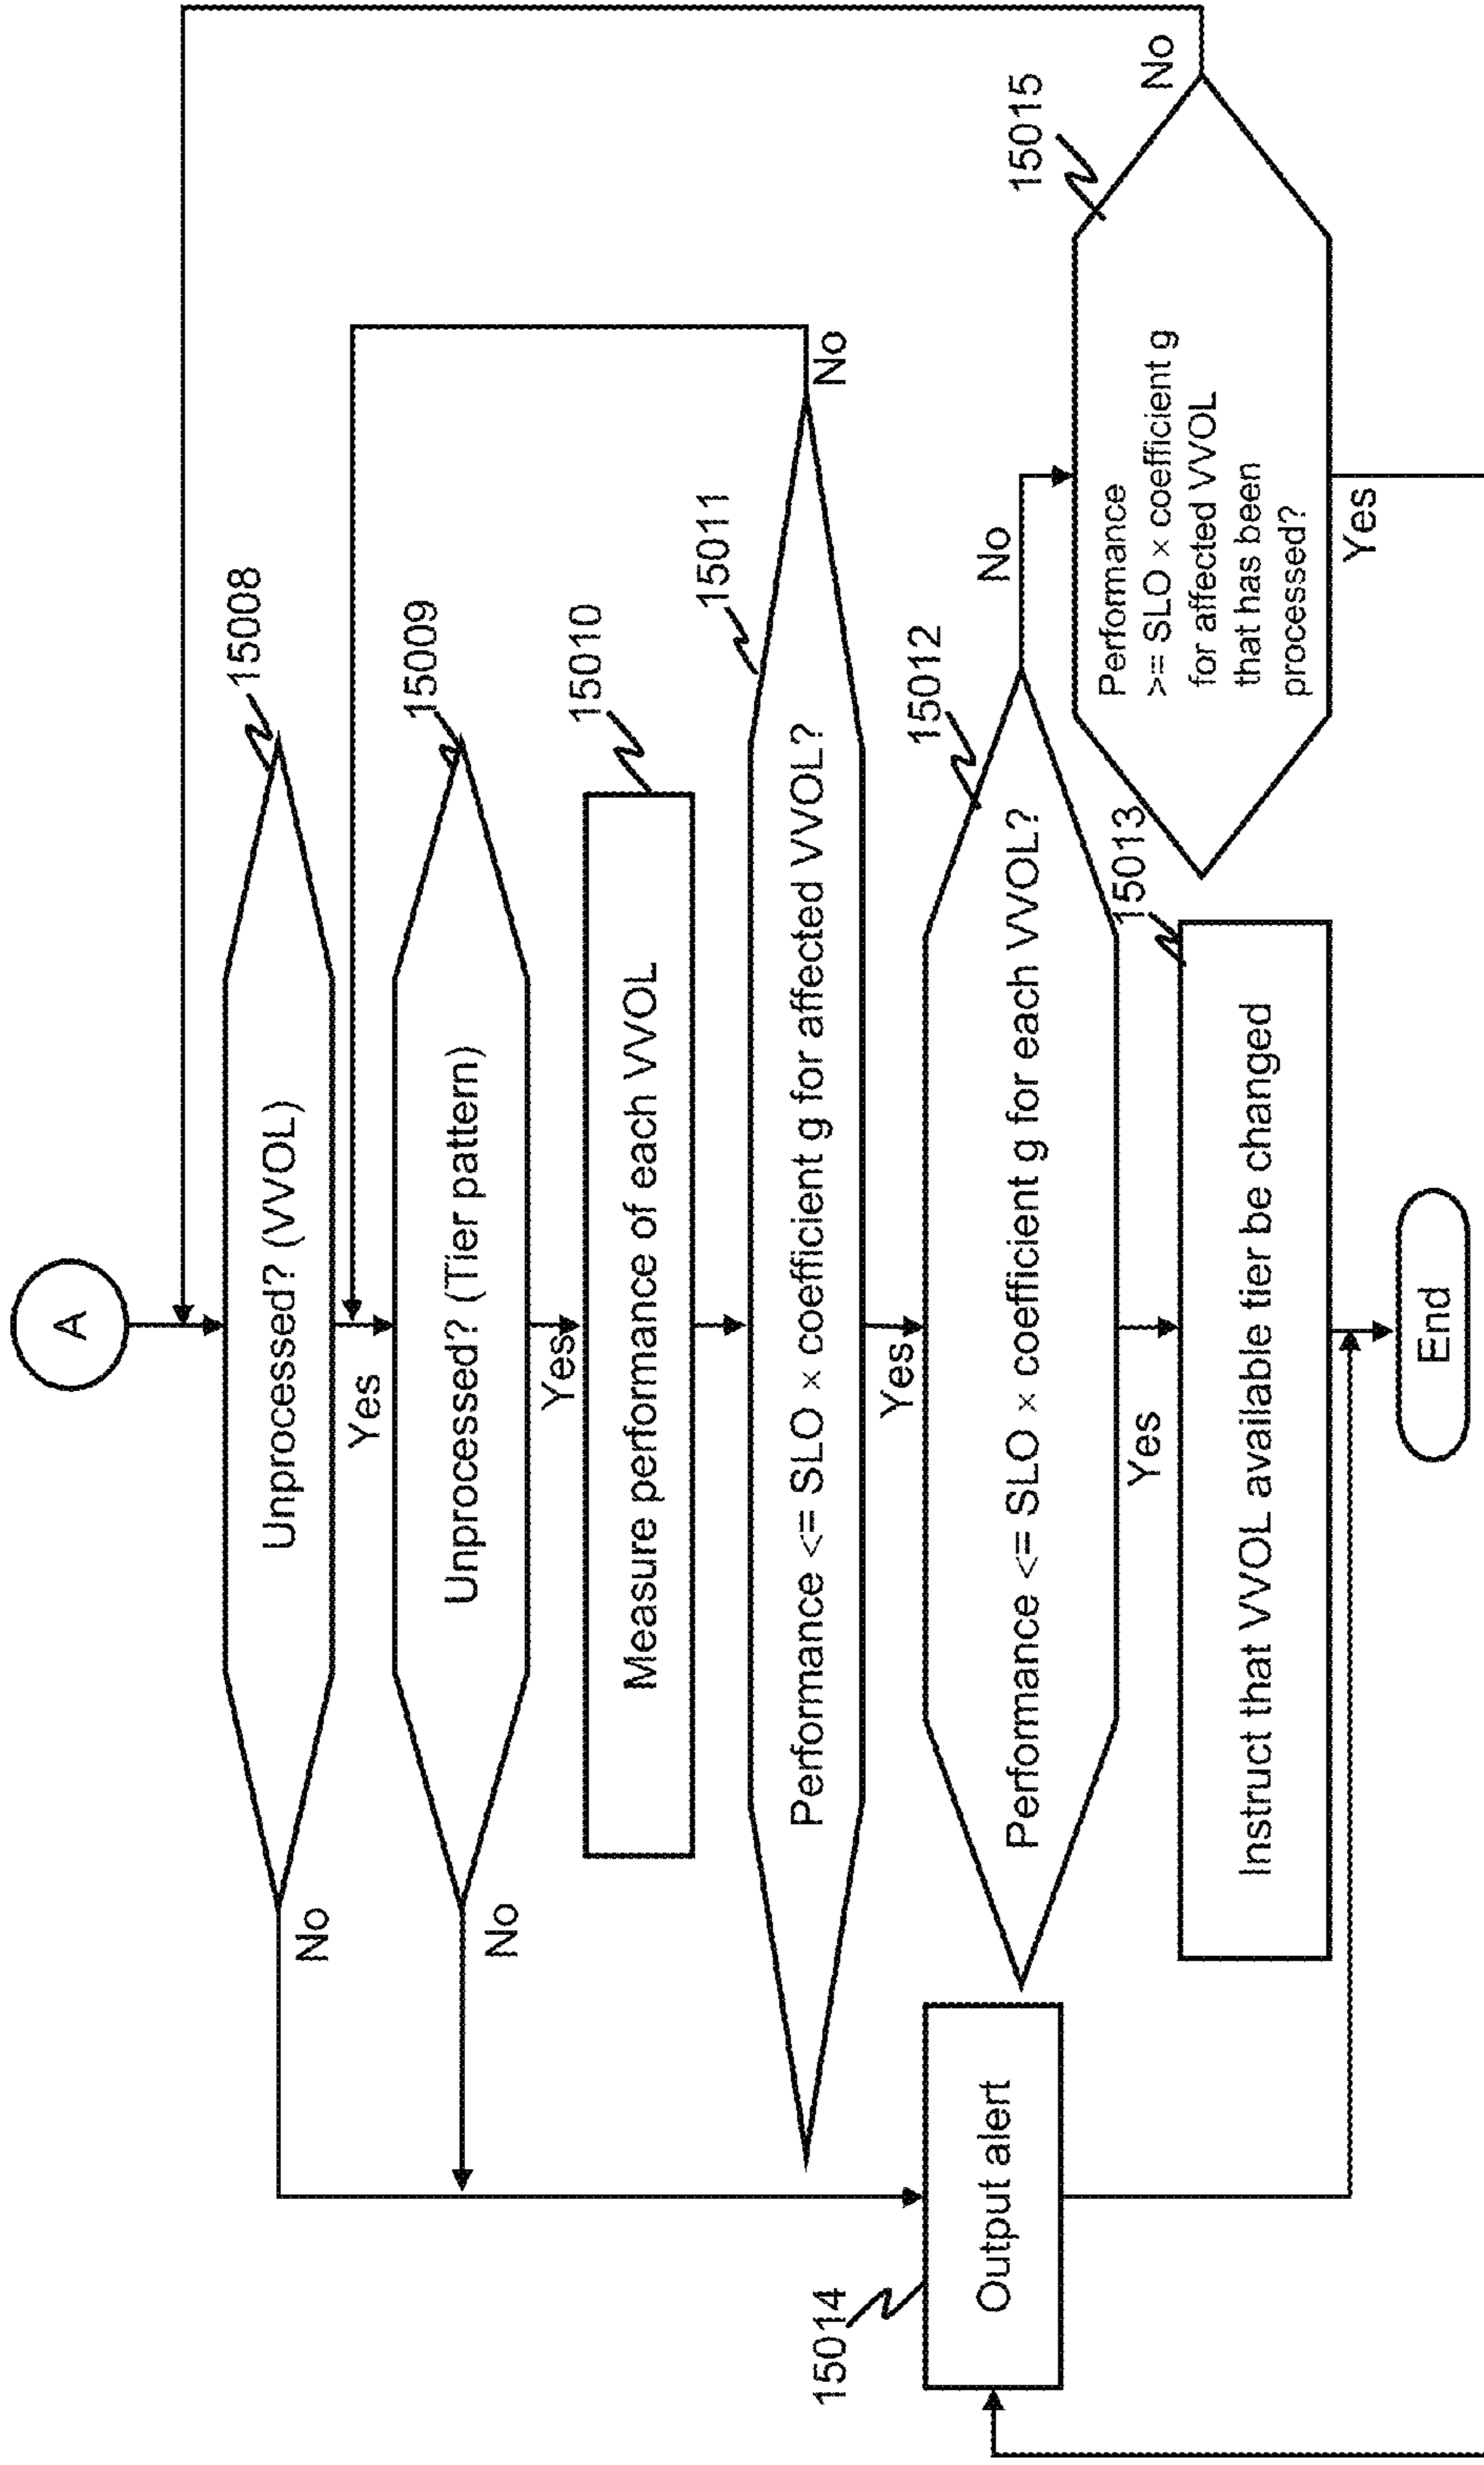 A
15008
Unprocessed? (VVOL)
Yes
No
15009
Unprocessed? (Tier pattern)
Yes
No
15010
Measure performance of each VVOL
15011
Performance <= SLO × coefficient g for affected VVOL?
No
Yes
15012
Performance <= SLO × coefficient g for each VVOL?
No
Yes
15013
Instruct that VVOL available tier be changed
15014
Output alert
15015
Performance
>= SLO × coefficient g
for affected VVOL
that has been
processed?
No
Yes
End